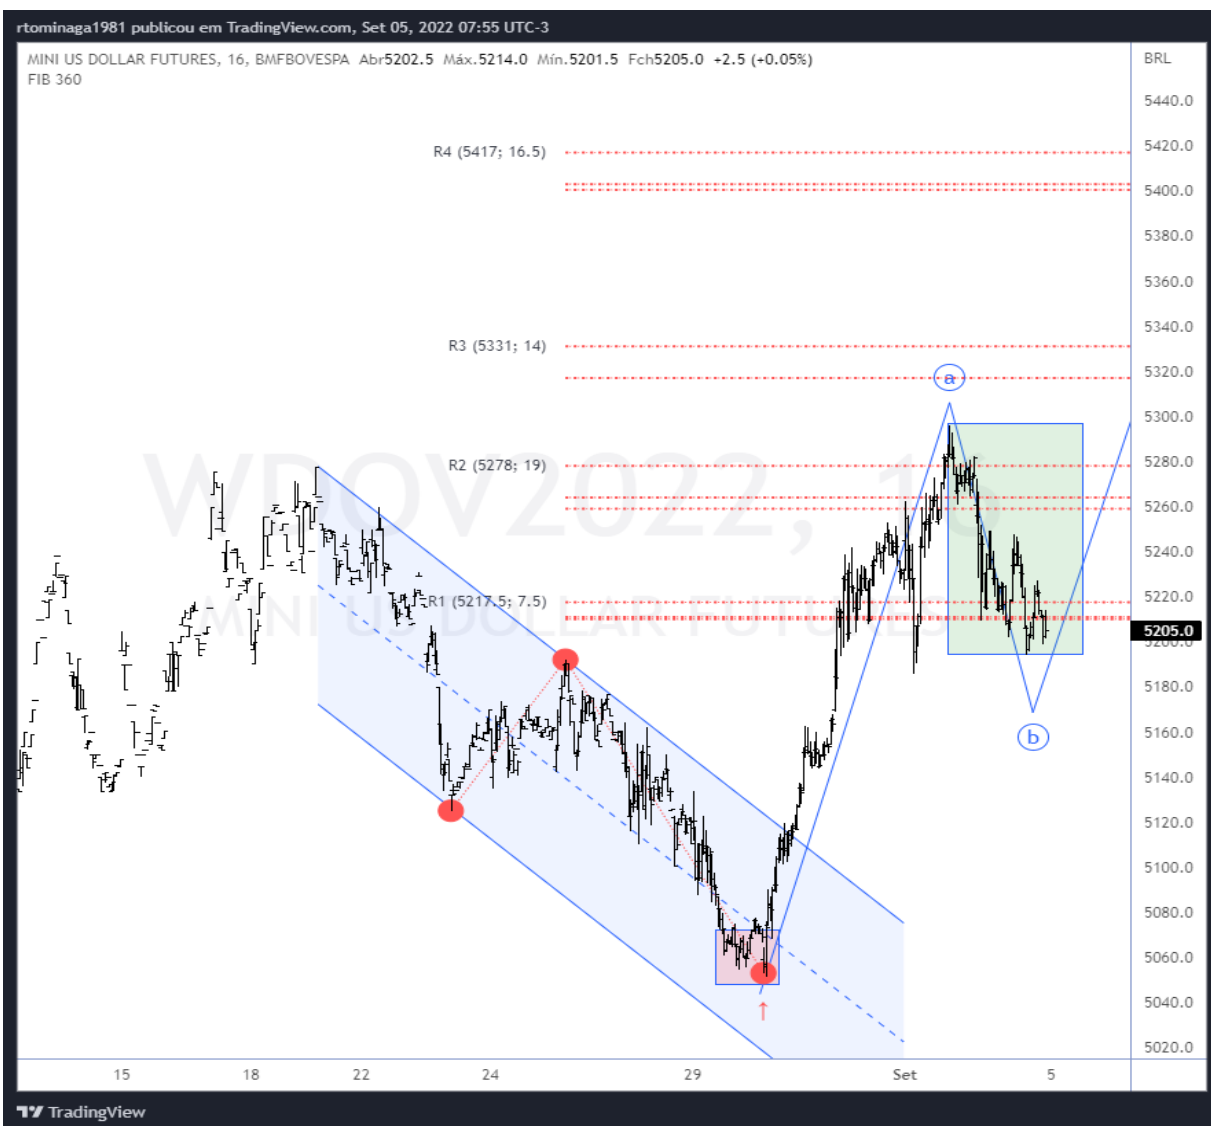 rtominaga1981 publicou em TradingView.com, Set 05, 2022 07:55 UTC-3
MINI US DOLLAR FUTURES, 16, BMFBOVESPA Abr5202.5 Máx.5214.0 Mín.5201.5 Fch5205.0 +2.5 (+0.05%)
BRL
FIB 360
5440.0
R4 (5417; 16.5)
5420.0
5400.0
5380.0
5360.0
5340.0
R3 (5331; 14)
5320.0
a
5300.0
R2 (5278; 19)
5280.0
WDOV2022, 16
5260.0
5240.0
5220.0
R1 (5217.5; 7.5)
MINI US DOLLAR FUTURES
5205.0
5200.0
5180.0
5160.0
b
5140.0
5120.0
5100.0
5080.0
5060.0
5040.0
5020.0
15 18 22 24 29 Set 5
TradingView